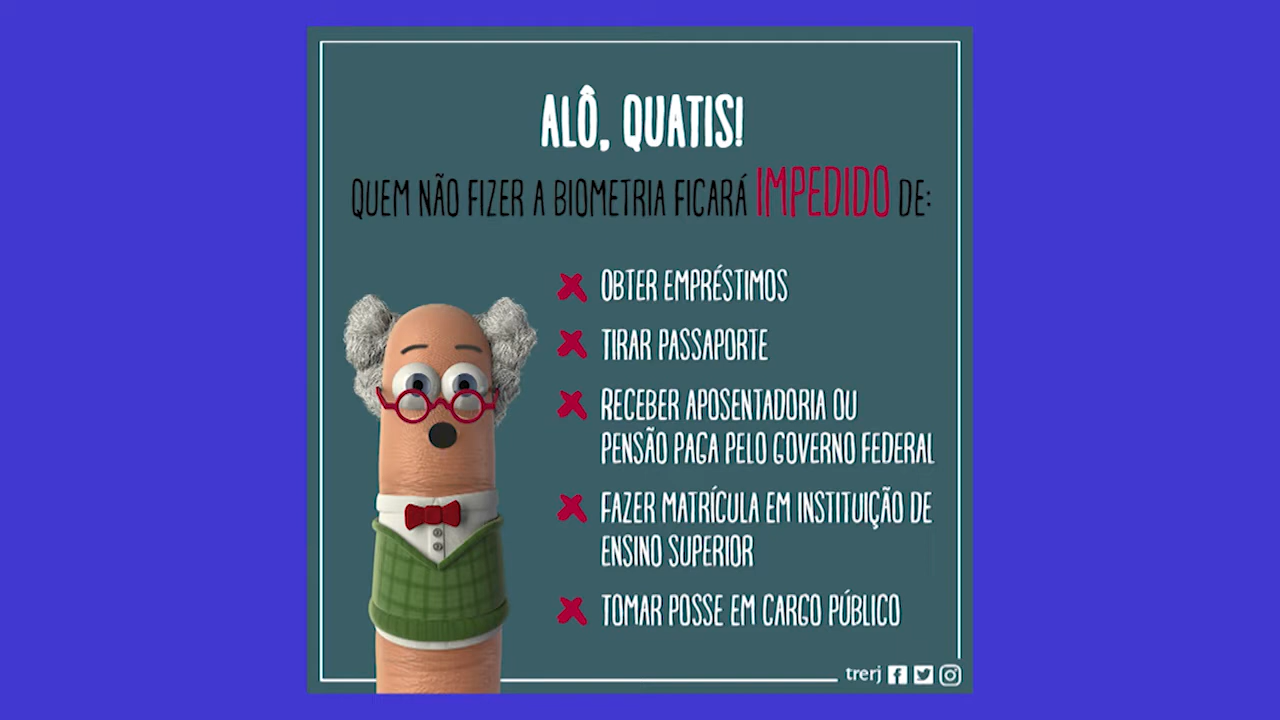 ALÔ, QUATIS!
QUEM NÃO FIZER A BIOMETRIA FICARÁ IMPEDIDO DE:
OBTER EMPRÉSTIMOS
TIRAR PASSAPORTE
RECEBER APOSENTADORIA OU
PENSÃO PAGA PELO GOVERNO FEDERAL
FAZER MATRÍCULA EM INSTITUIÇÃO DE
ENSINO SUPERIOR
TOMAR POSSE EM CARGO PÚBLICO
trerj